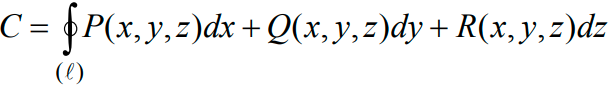 C = ∮P(x, y, z)dx + Q(x, y, z)dy + R(x, y, z)dz
(ℓ)